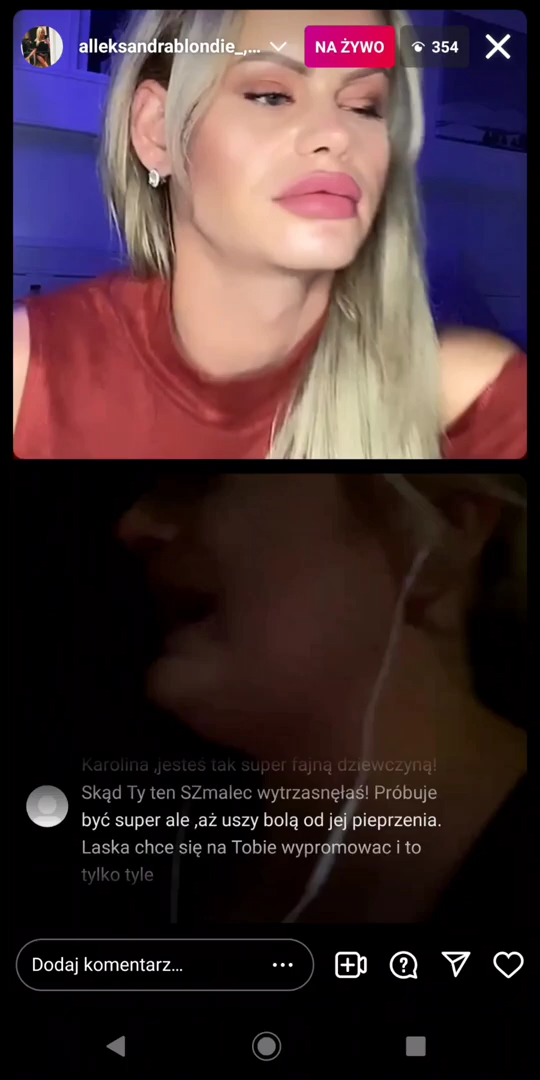 alleksandrablondie_,...
NA ŻYWO
354
Karolina ,jesteś tak super fajną dziewczyną!
Skąd Ty ten SZmalec wytrzasnęłaś! Próbuje
być super ale ,aż uszy bolą od jej pieprzenia.
Laska chce się na Tobie wypromowac i to
tylko tyle
Dodaj komentarz...